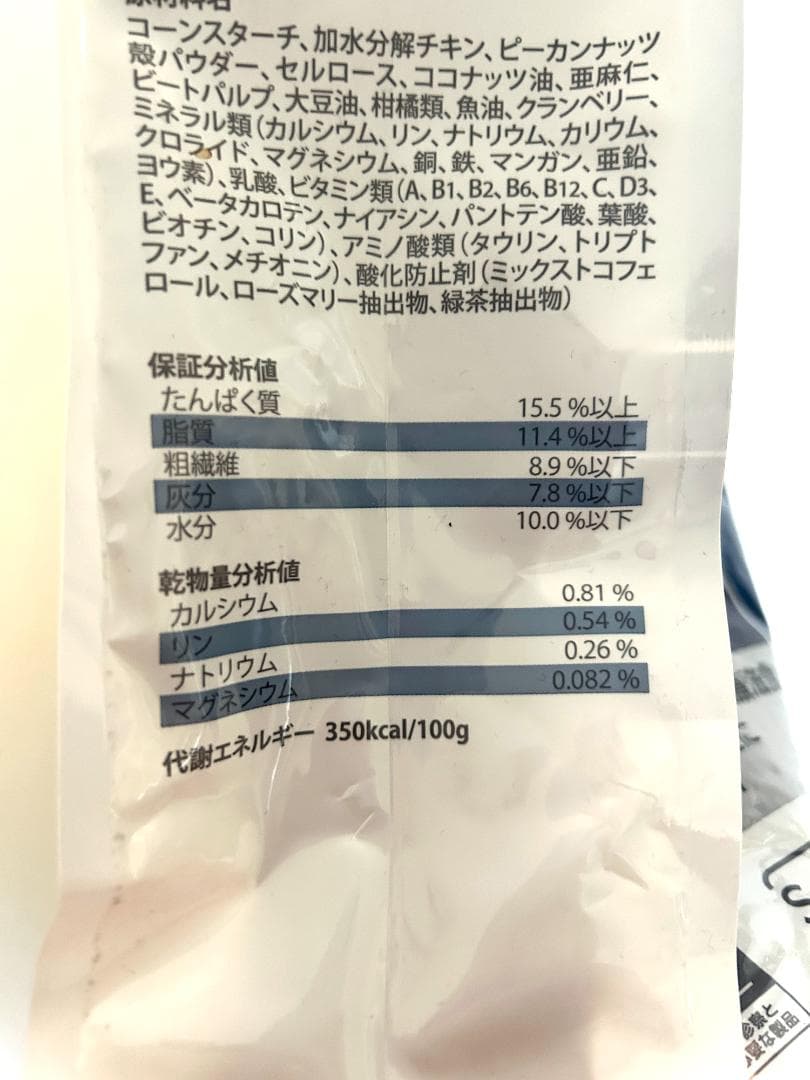 原材料名
コーンスターチ、加水分解チキン、ピーカンナッツ
殻パウダー、セルロース、ココナッツ油、亜麻仁、
ビートパルプ、大豆油、柑橘類、魚油、クランベリー、
ミネラル類（カルシウム、リン、ナトリウム、カリウム、
クロライド、マグネシウム、銅、鉄、マンガン、亜鉛、
ヨウ素）、乳酸、ビタミン類（A、B1、B2、B6、B12、C、D3、
E、ベータカロテン、ナイアシン、パントテン酸、葉酸、
ビオチン、コリン）、アミノ酸類（タウリン、トリプト
ファン、メチオニン）、酸化防止剤（ミックストコフェ
ロール、ローズマリー抽出物、緑茶抽出物）
保証分析値
たんぱく質 15.5 %以上
脂質 11.4 %以上
粗繊維 8.9 %以下
灰分 7.8 %以下
水分 10.0 %以下
乾物量分析値
カルシウム 0.81 %
リン 0.54 %
ナトリウム 0.26 %
マグネシウム 0.082 %
代謝エネルギー 350kcal/100g
診察と
必要な製品